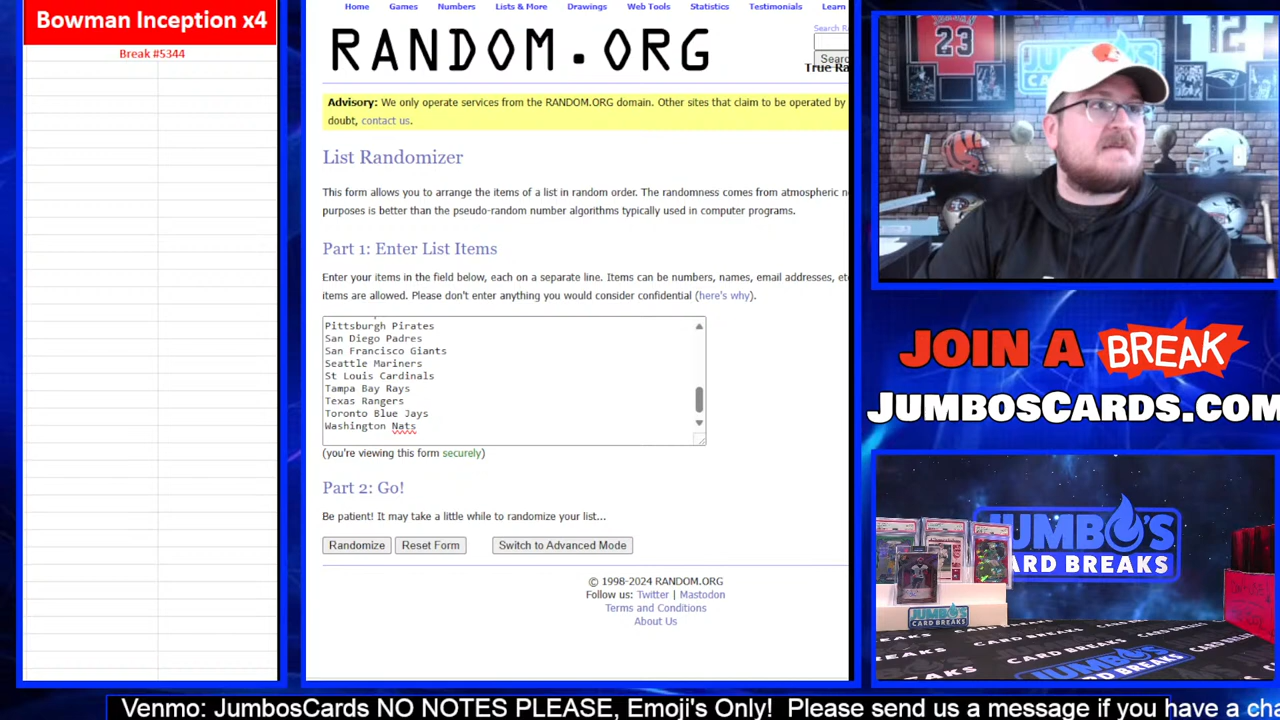 Bowman Inception x4
Break #5344
Home Games Numbers Lists & More Drawings Web Tools Statistics Testimonials Learn
RANDOM.ORG
True Ra
Advisory: We only operate services from the RANDOM.ORG domain. Other sites that claim to be operated by
doubt, contact us.
List Randomizer
This form allows you to arrange the items of a list in random order. The randomness comes from atmospheric
purposes is better than the pseudo-random number algorithms typically used in computer programs.
Part 1: Enter List Items
Enter your items in the field below, each on a separate line. Items can be numbers, names, email addresses,
items are allowed. Please don't enter anything you would consider confidential (here's why).
Pittsburgh Pirates
San Diego Padres
San Francisco Giants
Seattle Mariners
St Louis Cardinals
Tampa Bay Rays
Texas Rangers
Toronto Blue Jays
Washington Nats
(you're viewing this form securely)
Part 2: Go!
Be patient! It may take a little while to randomize your list...
Randomize Reset Form Switch to Advanced Mode
© 1998-2024 RANDOM.ORG
Follow us: Twitter | Mastodon
Terms and Conditions
About Us
23
12
JOIN A BREAK
JUMBOSCARDS.COM
JUMBO'S
CARD BREAKS
JUMBO'S
CARD BREAKS
Venmo: JumbosCards NO NOTES PLEASE, Emoji's Only! Please send us a message if you have a cha